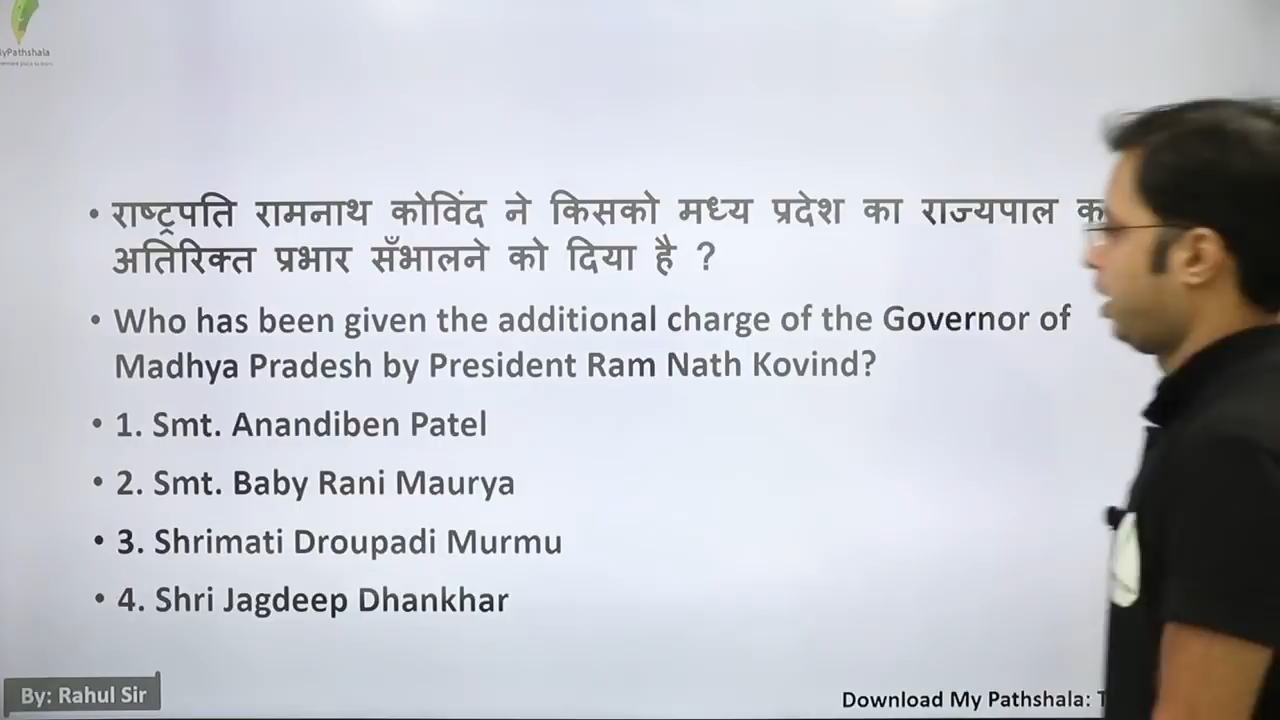 MyPathshala
• राष्ट्रपति रामनाथ कोविंद ने किसको मध्य प्रदेश का राज्यपाल
अतिरिक्त प्रभार सँभालने को दिया है ?
• Who has been given the additional charge of the Governor of
Madhya Pradesh by President Ram Nath Kovind?
• 1. Smt. Anandiben Patel
• 2. Smt. Baby Rani Maurya
• 3. Shrimati Droupadi Murmu
• 4. Shri Jagdeep Dhankhar
By: Rahul Sir
Download My Pathshala: